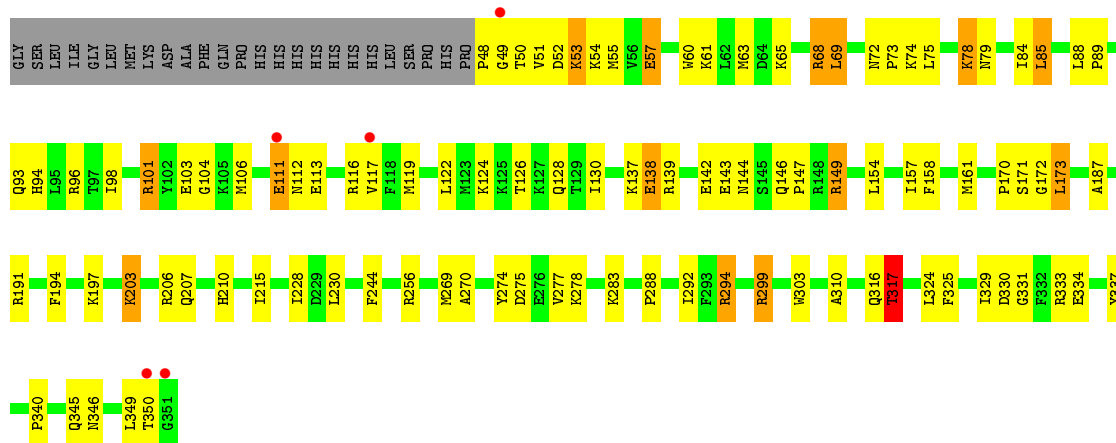 GLY SER LEU ILE GLY LEU MET LYS ASP ALA PHE GLN PRO HIS HIS HIS HIS HIS HIS LEU SER PRO HIS PRO P48 G49 T50 V51 D52 K53 K54 M55 V56 E57 W60 K61 L62 M63 D64 K65 R68 L69 N72 P73 K74 L75 K78 N79 I84 L85 L88 P89
Q93 H94 L95 R96 T97 I98 R101 Y102 E103 G104 K105 M106 E111 N112 E113 R116 V117 F118 M119 L122 M123 K124 K125 T126 K127 Q128 T129 I130 K137 E138 R139 E142 E143 N144 S145 Q146 P147 R148 R149 L154 I157 F158 M161 P170 S171 G172 L173 A187
R191 F194 K197 K203 R206 Q207 H210 I215 I228 D229 L230 F244 R256 M269 A270 Y274 D275 E276 V277 K278 K283 P288 I292 F293 R294 R299 W303 A310 Q316 T317 L324 F325 I329 D330 G331 F332 R333 E334 Y337
P340 Q345 N346 L349 T350 G351